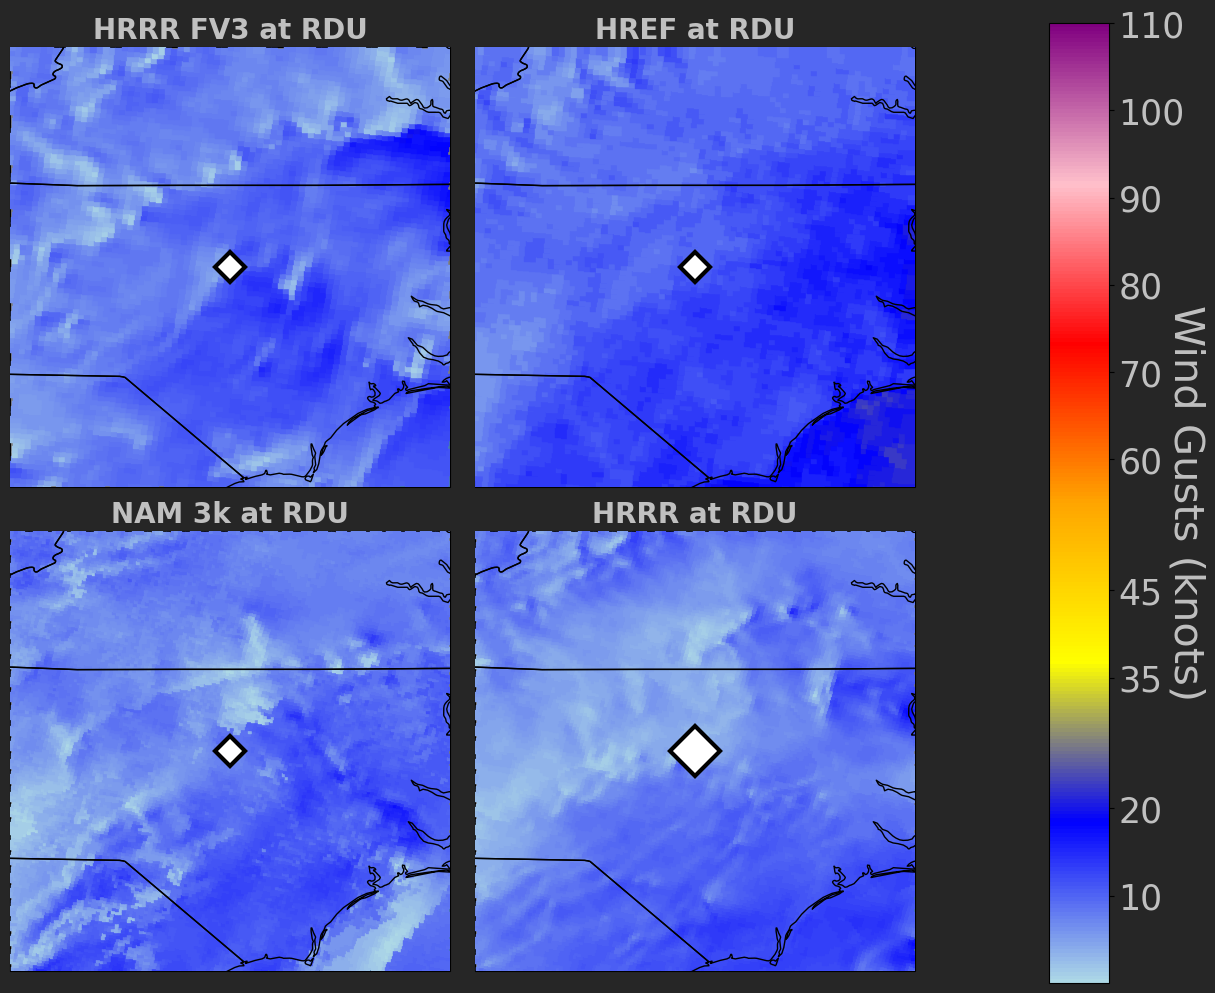 HRRR FV3 at RDU
HREF at RDU
NAM 3k at RDU
HRRR at RDU
110
100
90
80
70
60
45
35
20
10
Wind Gusts (knots)